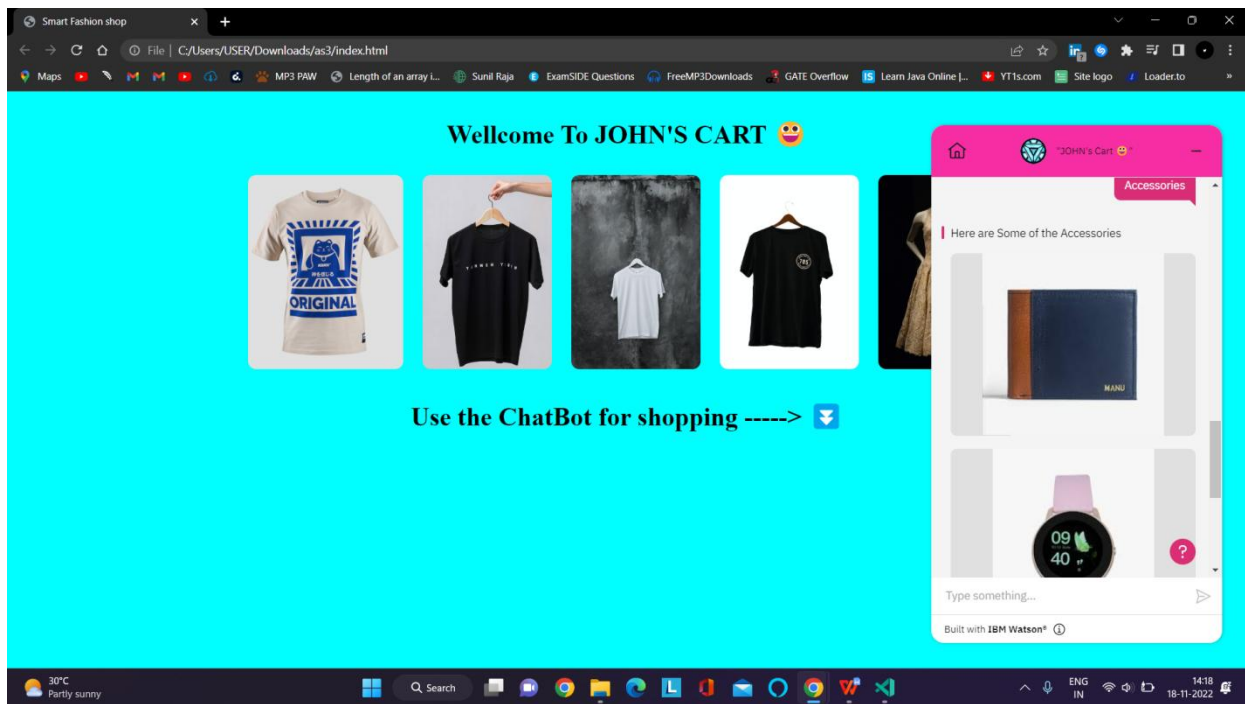 Smart Fashion shop
File | C:/Users/USER/Downloads/as3/index.html
Maps
MP3 PAW
Length of an array i...
Sunil Raja
ExamSIDE Questions
FreeMP3Downloads
GATE Overflow
Learn Java Online |...
YT1s.com
Site logo
Loader.to
»
Wellcome To JOHN'S CART 😀
ORIGINAL
"JOHN's Cart 😀"
Accessories
Here are Some of the Accessories
MANU
09
40
?
Use the ChatBot for shopping -----> ⏬
Type something...
Built with IBM Watson®
30°C
Partly sunny
Search
ENG
IN
14:18
18-11-2022